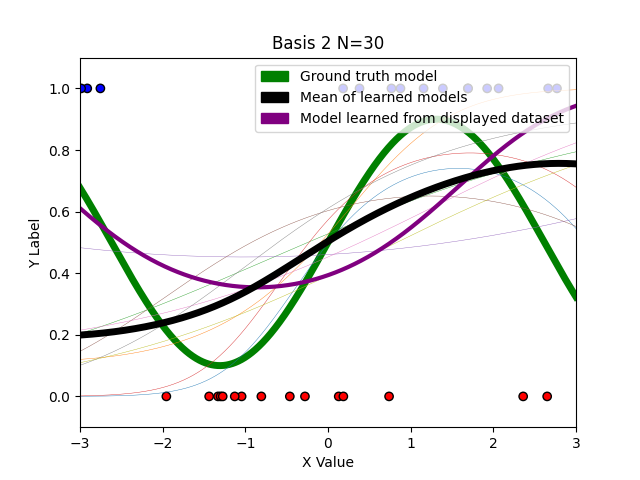 Basis 2 N=30
Ground truth model
Mean of learned models
Model learned from displayed dataset
Y Label
1.0
0.8
0.6
0.4
0.2
0.0
−3
−2
−1
0
1
2
3
X Value